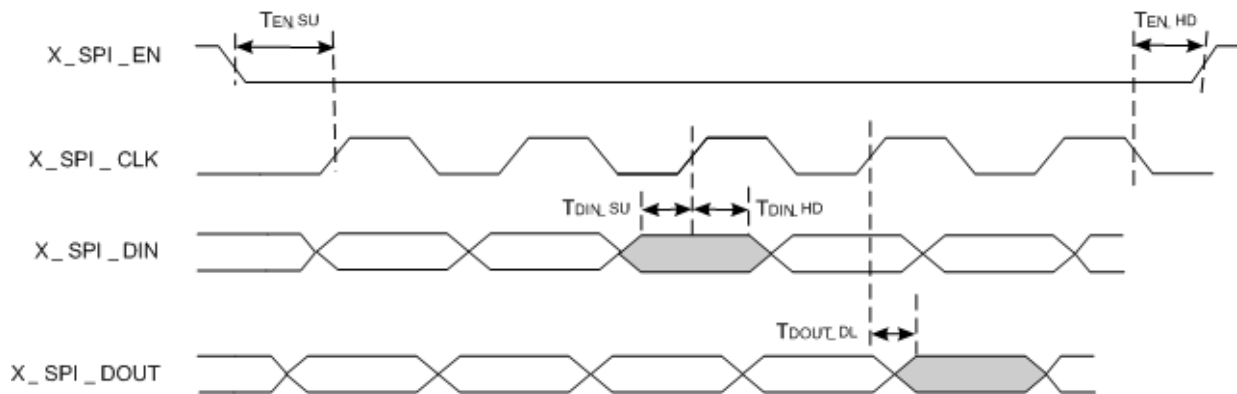 TEN_SU
TEN_HD
X_SPI_EN
X_SPI_CLK
TDIN_SU
TDIN_HD
X_SPI_DIN
TDOUT_DL
X_SPI_DOUT